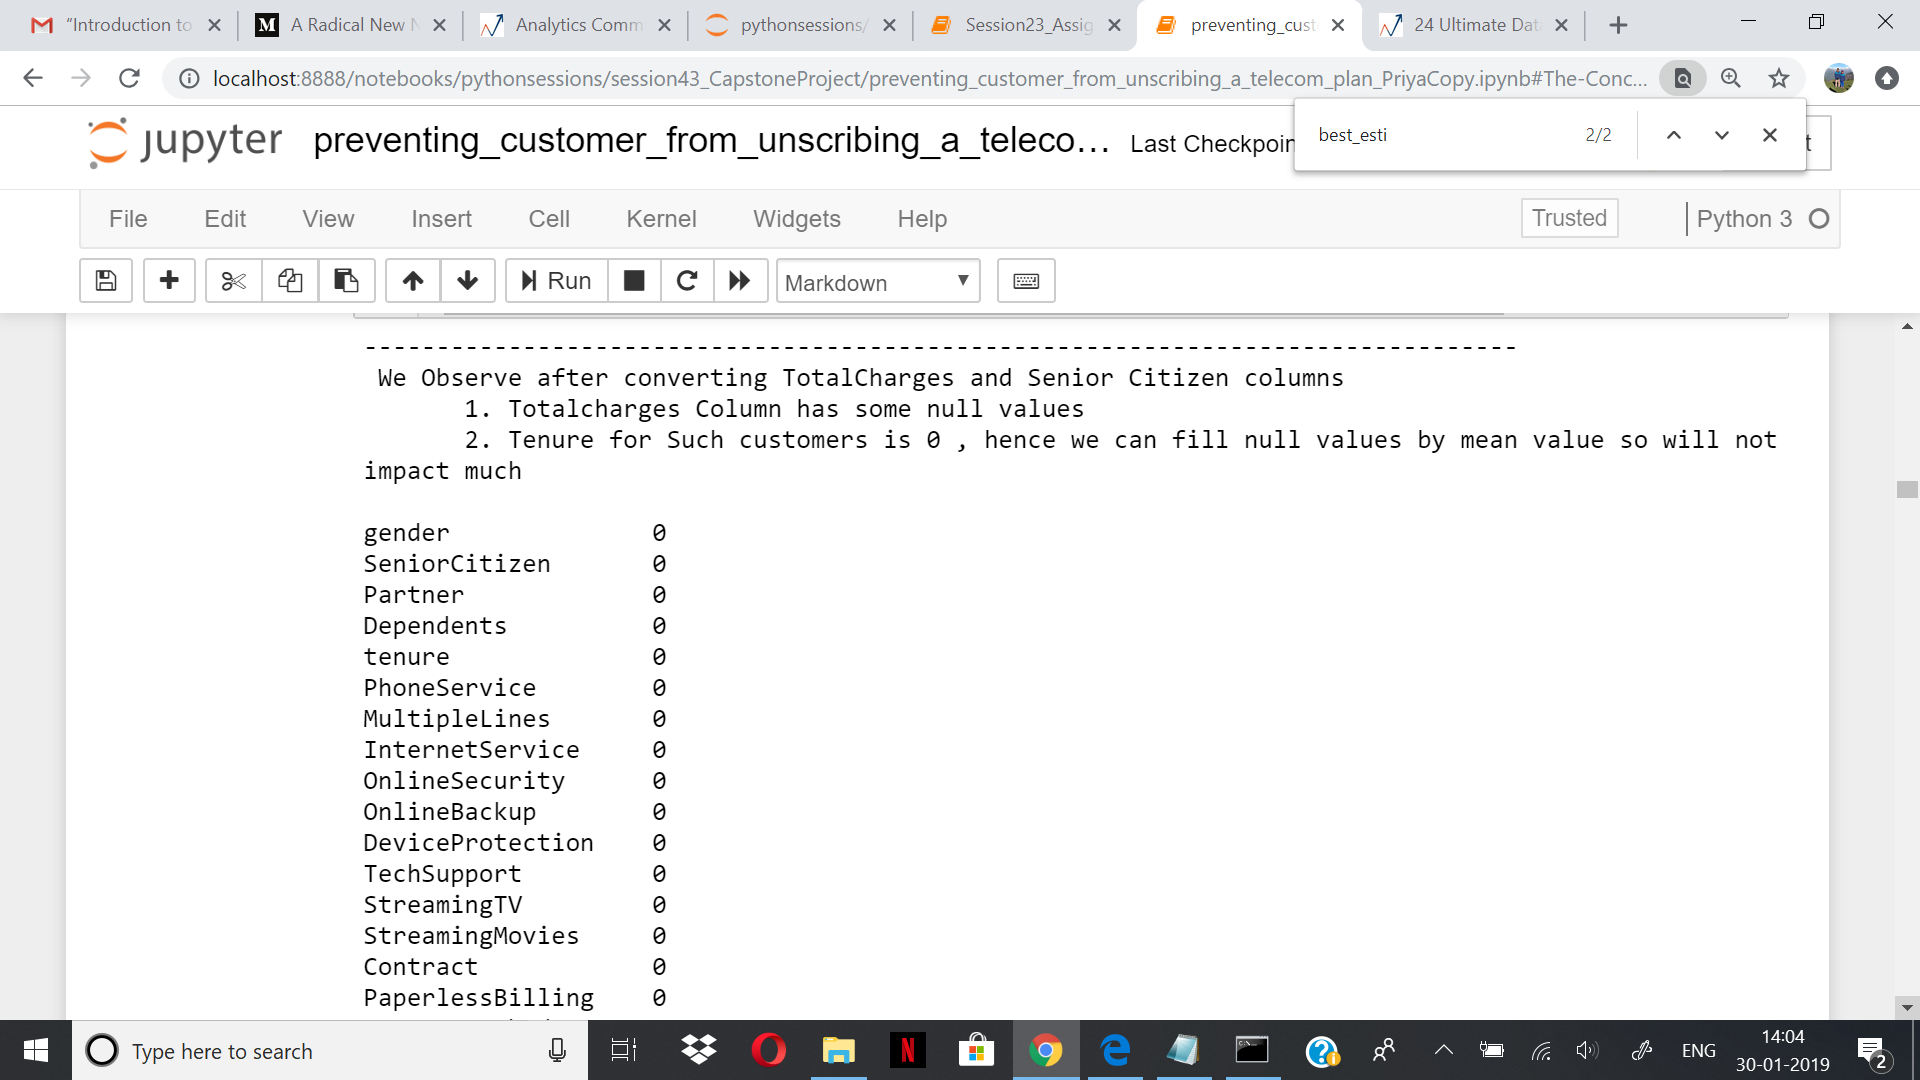 "Introduction to
A Radical New N
Analytics Comm
pythonsessions/
Session23_Assig
preventing_cust
24 Ultimate Dat
localhost:8888/notebooks/pythonsessions/session43_CapstoneProject/preventing_customer_from_unscribing_a_telecom_plan_PriyaCopy.ipynb#The-Conc...
best_esti 2/2
jupyter preventing_customer_from_unscribing_a_teleco... Last Checkpoin
File Edit View Insert Cell Kernel Widgets Help Trusted Python 3
Run Markdown
--------------------------------------------------------------------------------
We Observe after converting TotalCharges and Senior Citizen columns
1. Totalcharges Column has some null values
2. Tenure for Such customers is 0 , hence we can fill null values by mean value so will not
impact much
gender 0
SeniorCitizen 0
Partner 0
Dependents 0
tenure 0
PhoneService 0
MultipleLines 0
InternetService 0
OnlineSecurity 0
OnlineBackup 0
DeviceProtection 0
TechSupport 0
StreamingTV 0
StreamingMovies 0
Contract 0
PaperlessBilling 0
Type here to search
ENG
14:04
30-01-2019
2